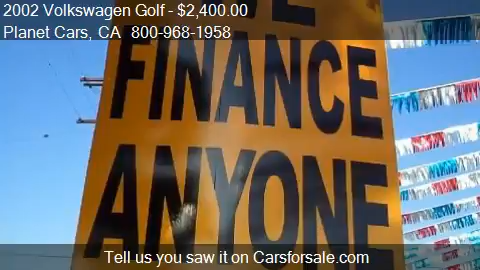 2002 Volkswagen Golf - $2,400.00
Planet Cars, CA  800-968-1958
FINANCE
ANYONE
Tell us you saw it on Carsforsale.com